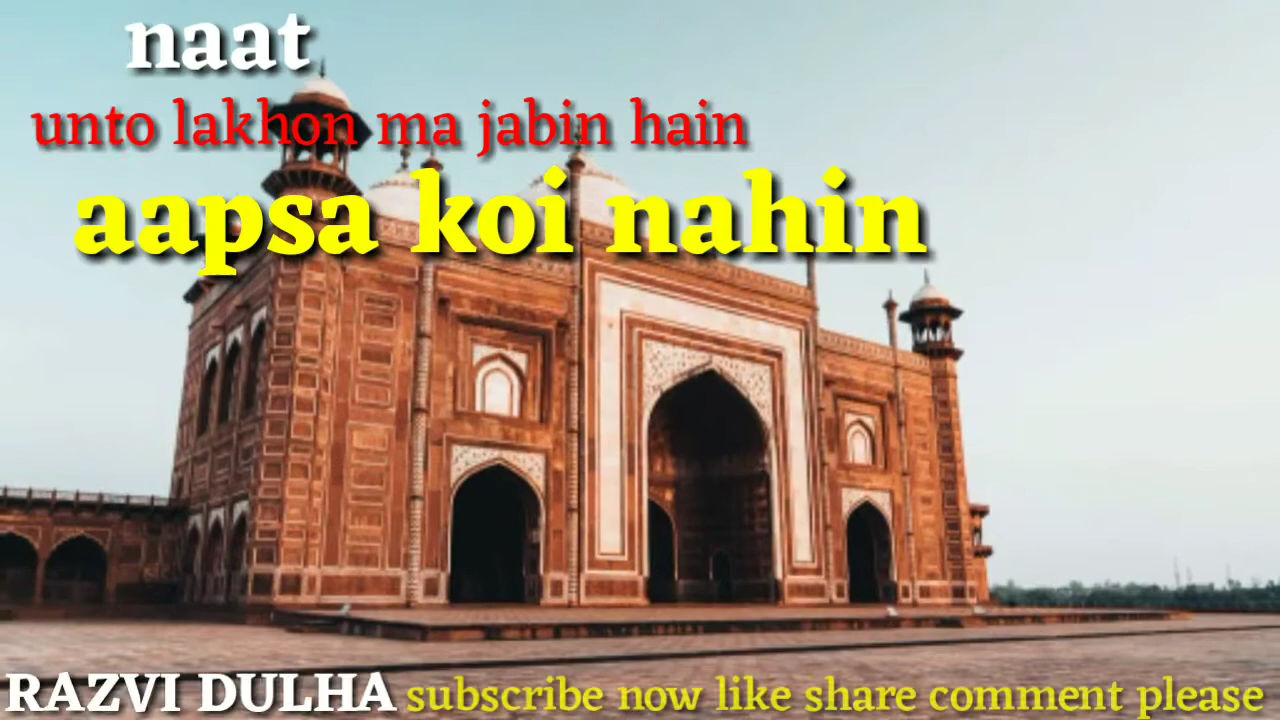 naat
unto lakhon ma jabin hain
aapsa koi nahin
RAZVI DULHA subscribe now like share comment please